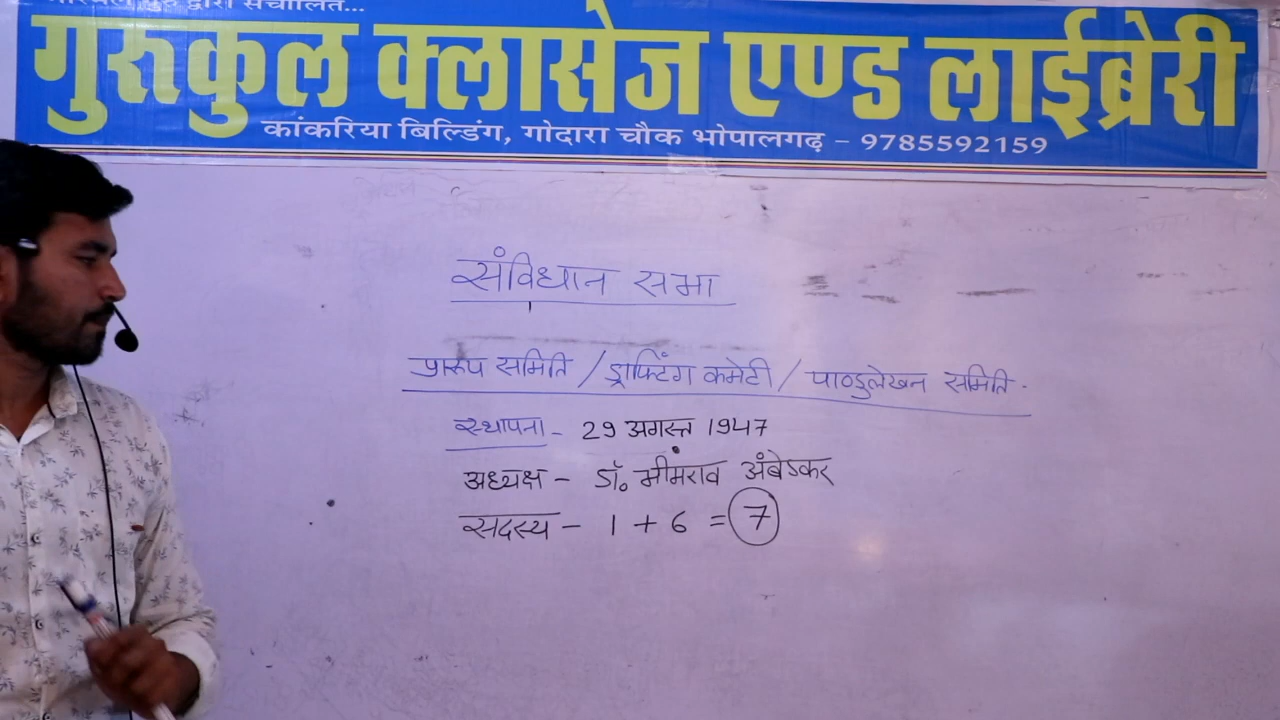 द्वारा संचालित...
गुरुकुल क्लासेज एण्ड लाईब्रेरी
कांकरिया बिल्डिंग, गोदारा चौक भोपालगढ़ – 9785592159
संविधान सभा
प्रारूप समिति / ड्राफ्टिंग कमेटी / पाण्डुलेखन समिति.
स्थापना - 29 अगस्त 1947
अध्यक्ष - डॉ. भीमराव अंबेडकर
सदस्य - 1 + 6 = 7